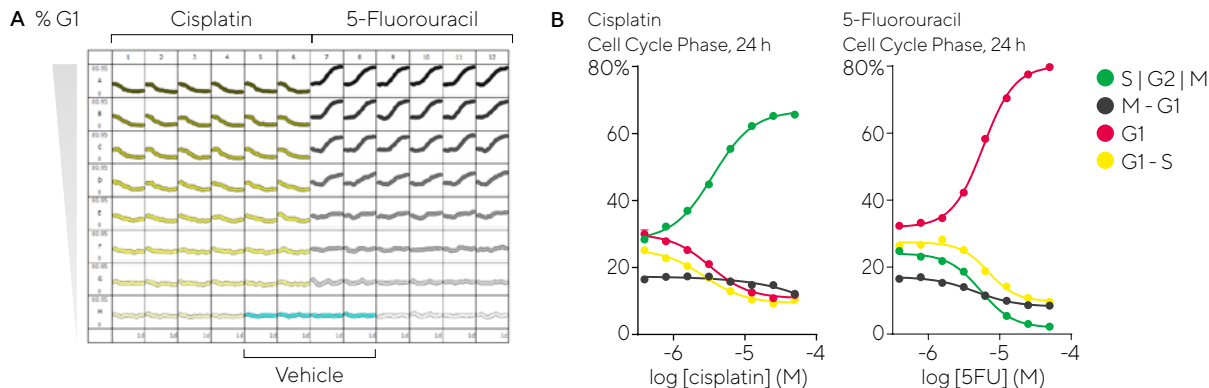 A % G1
Cisplatin
5-Fluorouracil
1 2 3 4 5 6 7 8 9 10 11 12
A
B
C
D
E
F
G
Vehicle
B Cisplatin
Cell Cycle Phase, 24 h
80%
60
40
20
0
-6 -5 -4
log [cisplatin] (M)
5-Fluorouracil
Cell Cycle Phase, 24 h
80%
60
40
20
0
-6 -5 -4
log [5FU] (M)
S | G2 | M
M - G1
G1
G1 - S